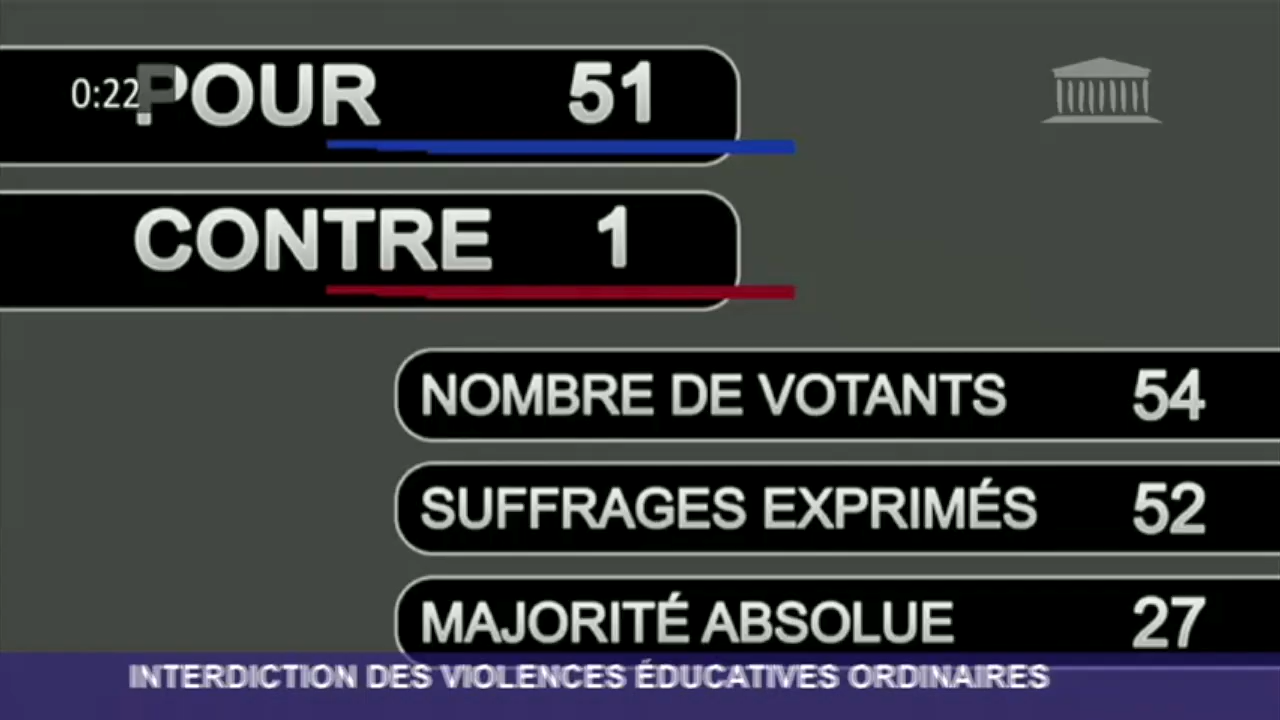 0:22
POUR 51
CONTRE 1
NOMBRE DE VOTANTS 54
SUFFRAGES EXPRIMÉS 52
MAJORITÉ ABSOLUE 27
INTERDICTION DES VIOLENCES ÉDUCATIVES ORDINAIRES